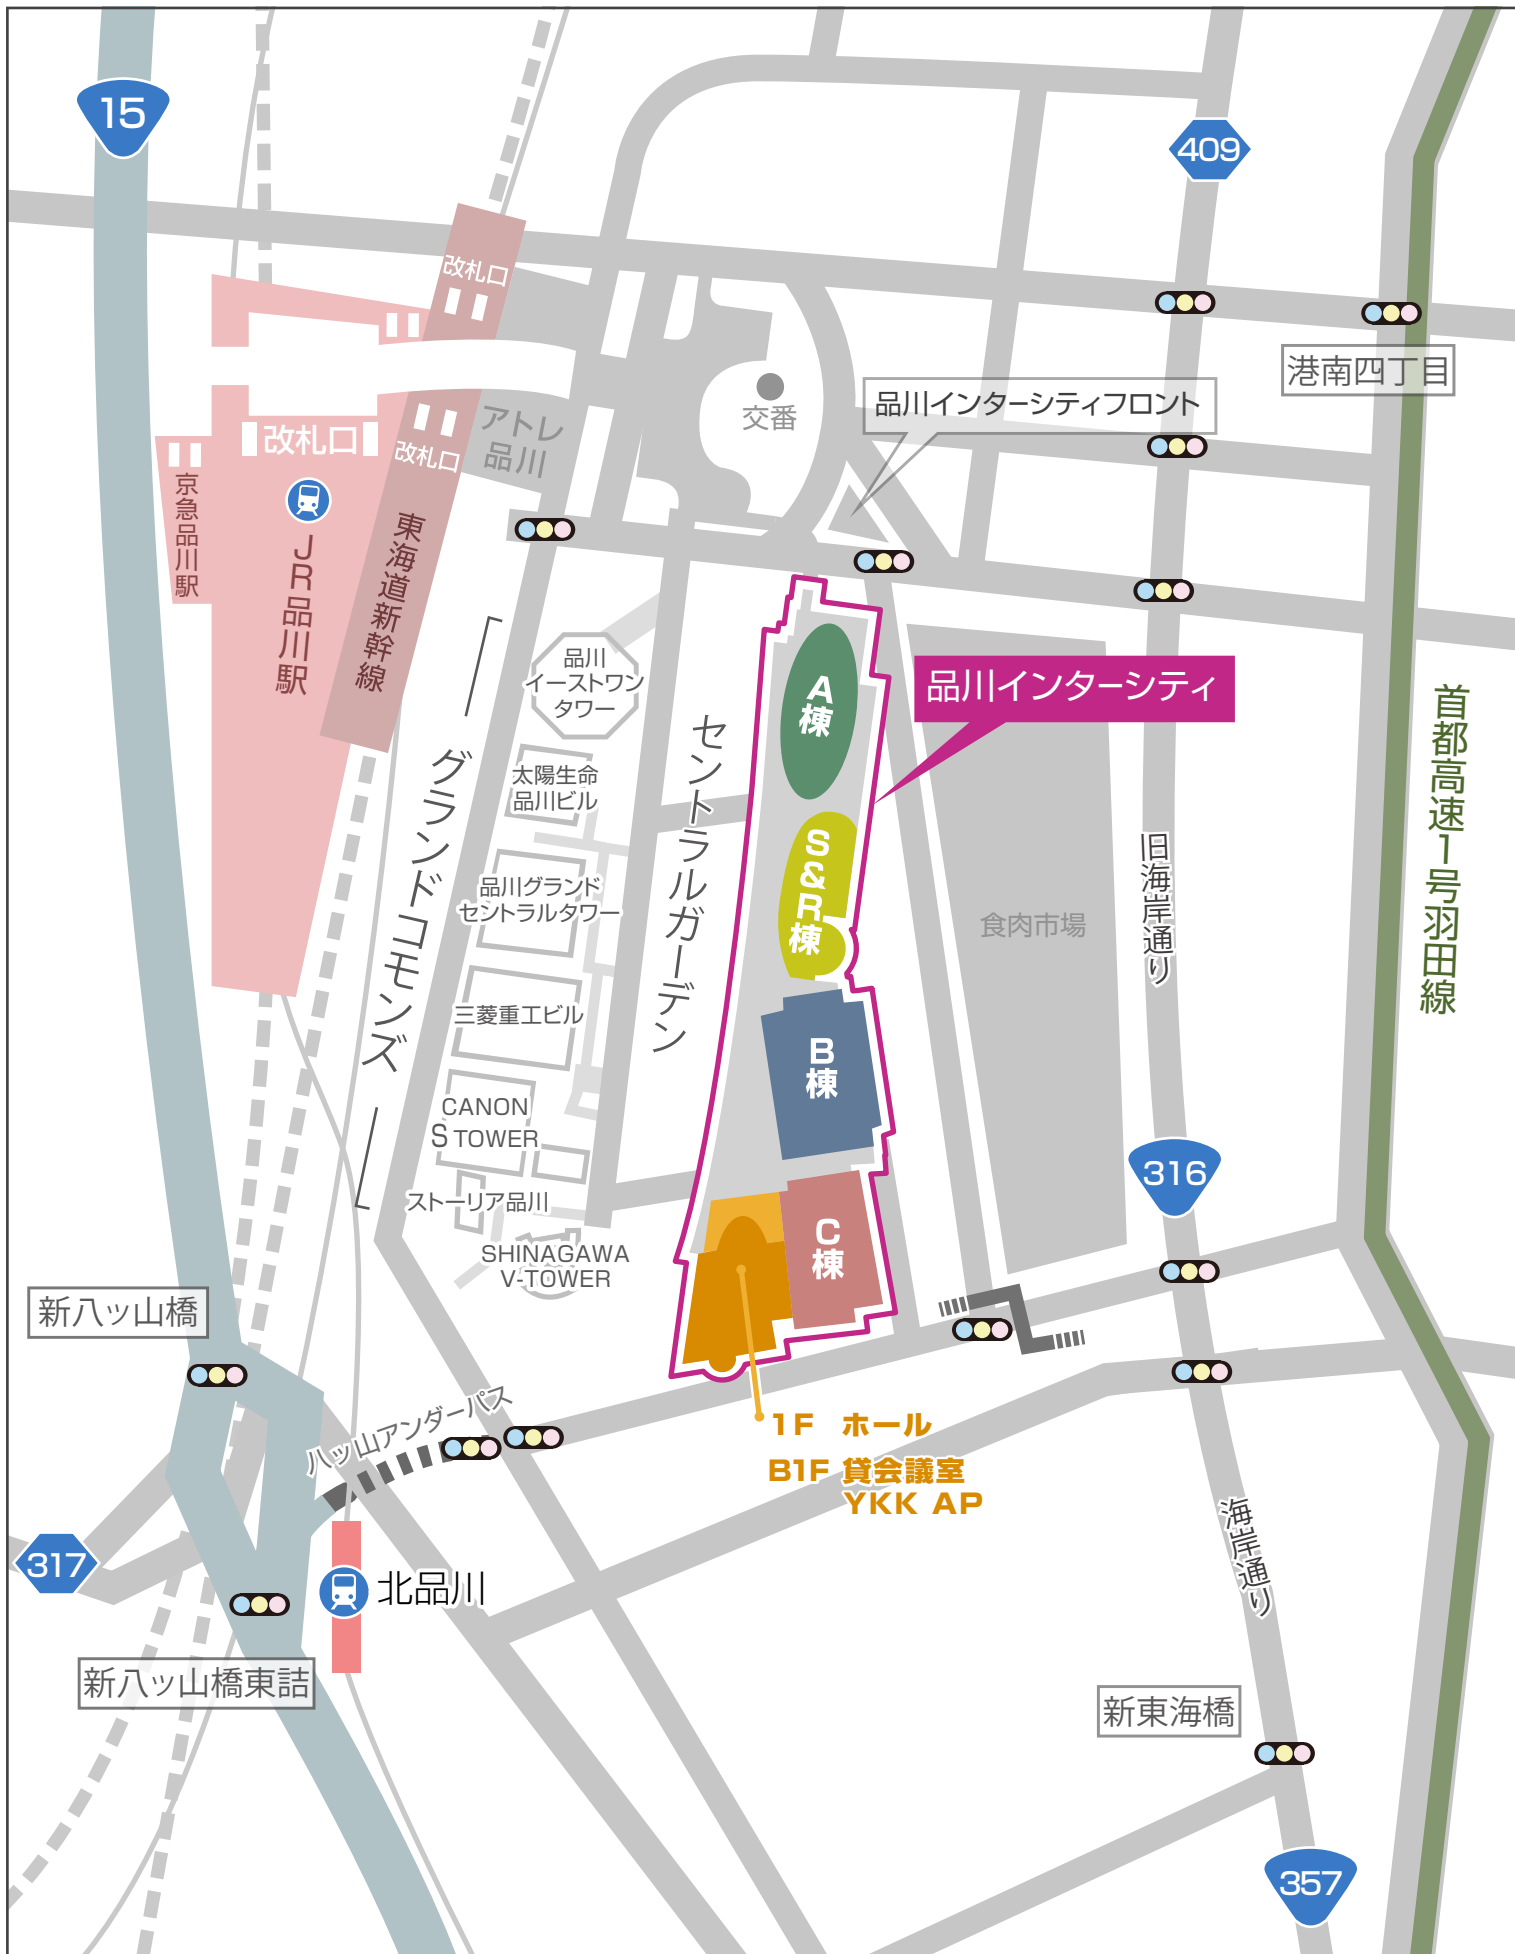 15
409
改札口
港南四丁目
交番
品川インターシティフロント
アトレ
品川
改札口
改札口
京急品川駅
JR品川駅
東海道新幹線
品川
イーストワン
タワー
A棟
品川インターシティ
首都高速1号羽田線
セントラルガーデン
グランドコモンズ
太陽生命
品川ビル
S&R棟
旧海岸通り
品川グランド
セントラルタワー
食肉市場
三菱重工ビル
B棟
CANON
S TOWER
316
ストーリア品川
C棟
SHINAGAWA
V-TOWER
新八ッ山橋
八ッ山アンダーパス
1F ホール
B1F 貸会議室
YKK AP
317
北品川
海岸通り
新八ッ山橋東詰
新東海橋
357